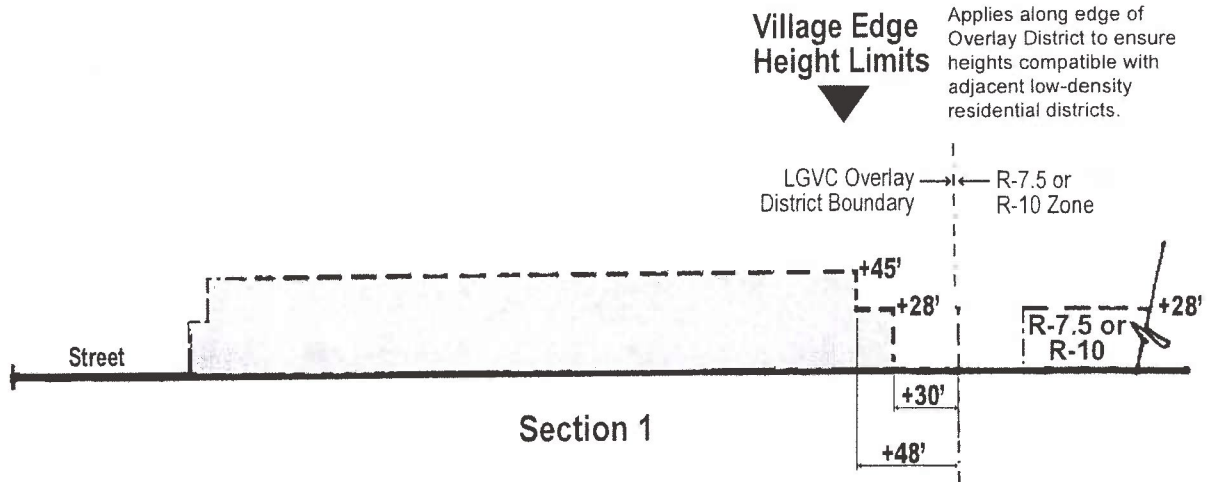 Village Edge
Height Limits
Applies along edge of
Overlay District to ensure
heights compatible with
adjacent low-density
residential districts.
LGVC Overlay
District Boundary
R-7.5 or
R-10 Zone
+45'
+28'
+28'
R-7.5 or
R-10
Street
+30'
Section 1
+48'